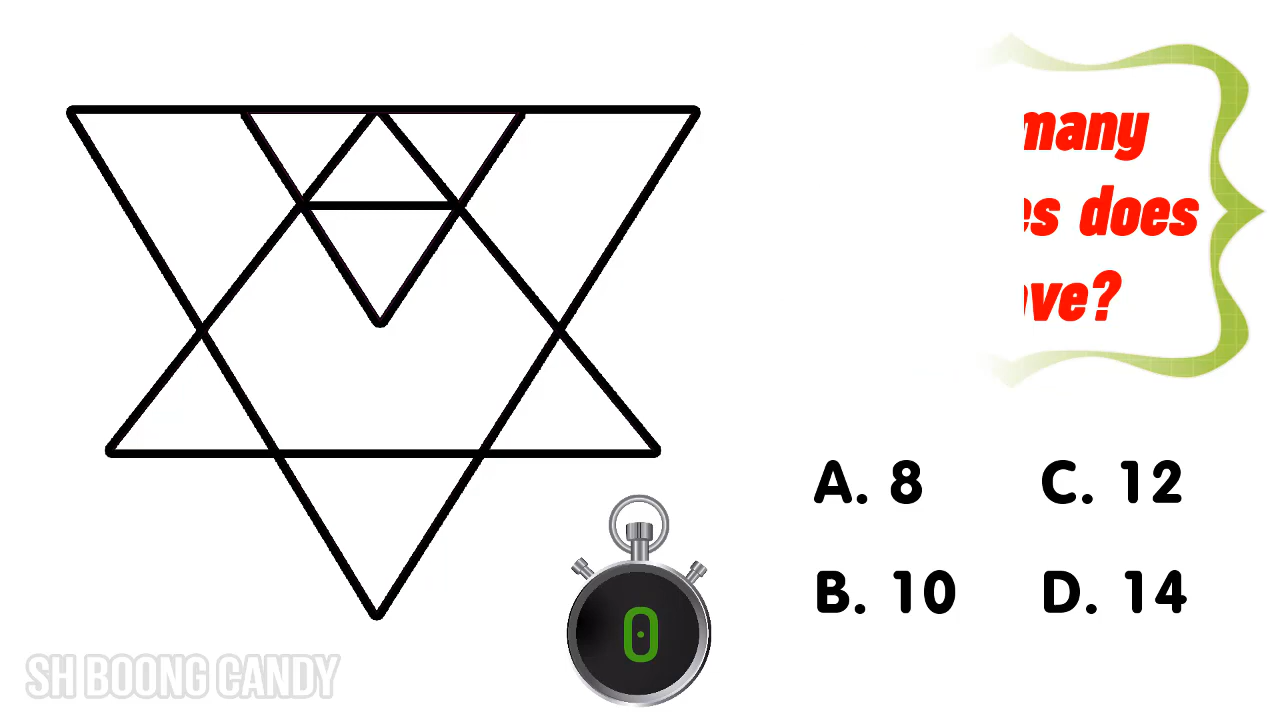 many
es does
ve?
A. 8
C. 12
B. 10
D. 14
0
SH BOONG CANDY